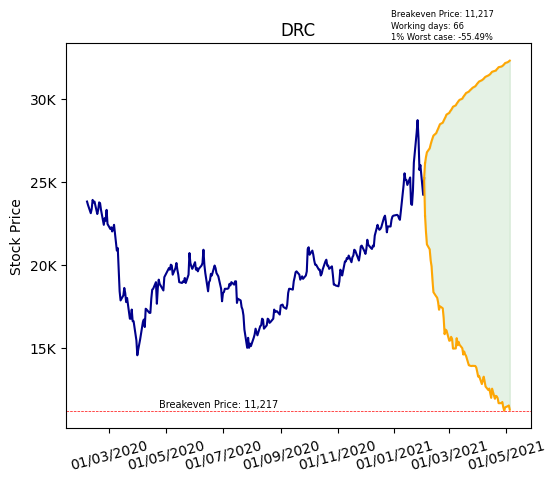 Breakeven Price: 11,217
Working days: 66
1% Worst case: -55.49%
DRC
Stock Price
30K
25K
20K
15K
Breakeven Price: 11,217
01/03/2020
01/05/2020
01/07/2020
01/09/2020
01/11/2020
01/01/2021
01/03/2021
01/05/2021